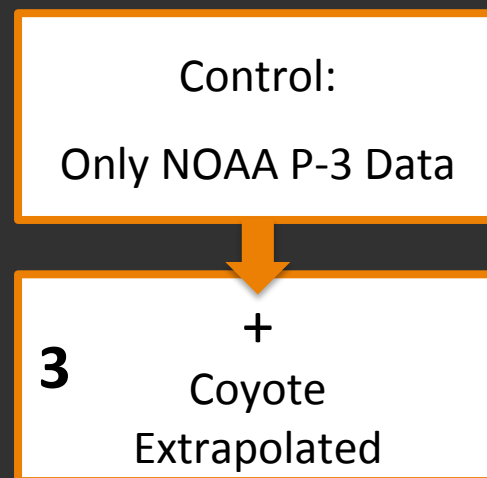 Control:
Only NOAA P-3 Data
+
3
Coyote
Extrapolated